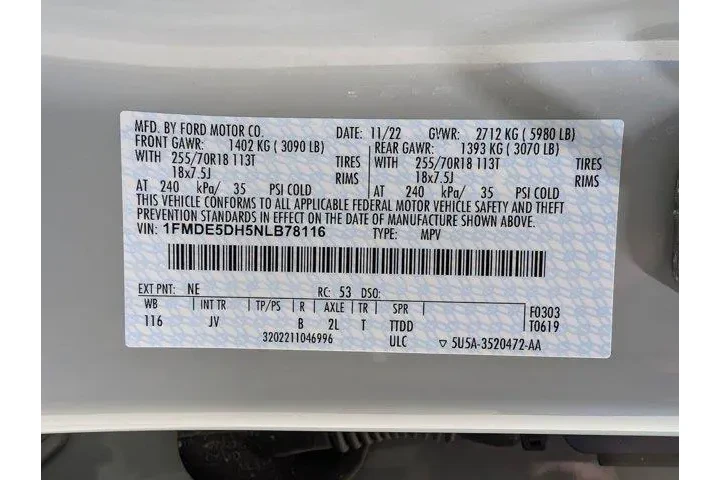 MFD. BY FORD MOTOR CO. DATE: 11/22 GVWR: 2712 KG ( 5980 LB)
FRONT GAWR: 1402 KG ( 3090 LB) REAR GAWR: 1393 KG ( 3070 LB)
WITH 255/70R18 113T TIRES WITH 255/70R18 113T TIRES
18x7.5J RIMS 18x7.5J RIMS
AT 240 kPa/ 35 PSI COLD AT 240 kPa/ 35 PSI COLD
THIS VEHICLE CONFORMS TO ALL APPLICABLE FEDERAL MOTOR VEHICLE SAFETY AND THEFT
PREVENTION STANDARDS IN EFFECT ON THE DATE OF MANUFACTURE SHOWN ABOVE.
VIN: 1FMDE5DH5NLB78116 TYPE: MPV
EXT PNT: NE RC: 53 DSO:
WB INT TR TP/PS R AXLE TR SPR F0303
116 JV B 2L T TTDD T0619
3202211046996 ULC ▽ 5U5A-3520472-AA